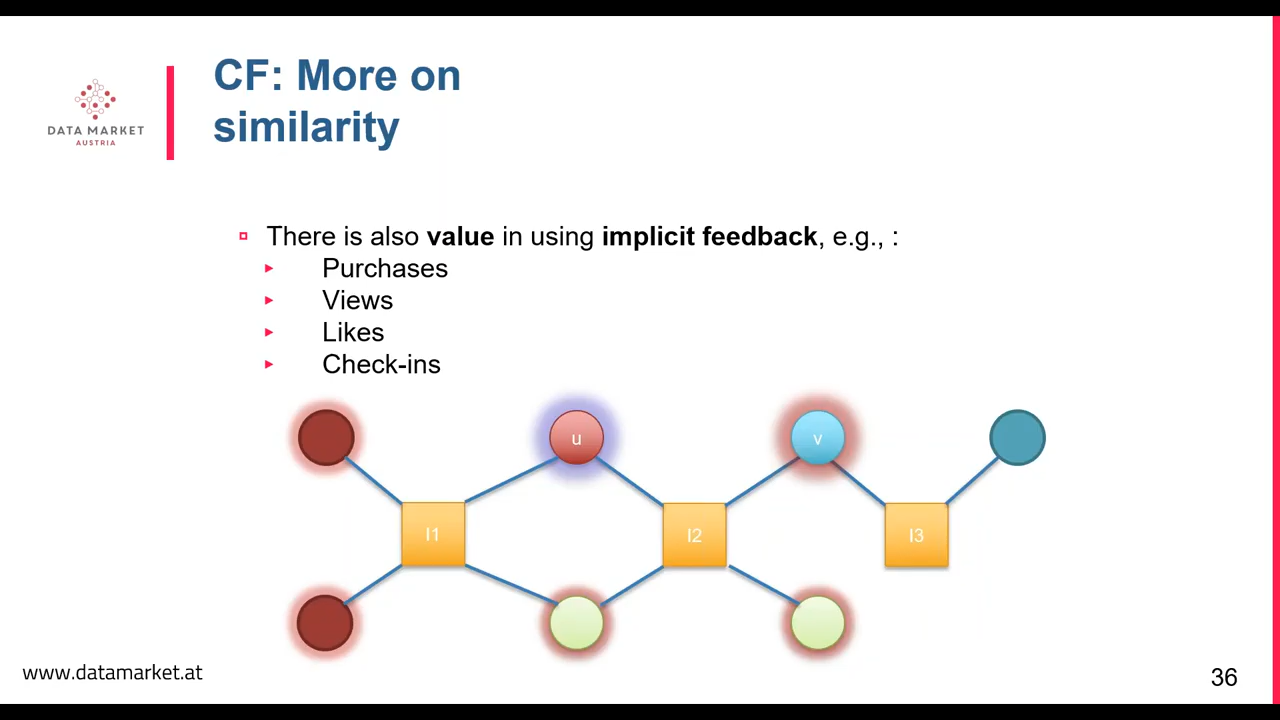 CF: More on
similarity
DATA MARKET
AUSTRIA
There is also value in using implicit feedback, e.g., :
Purchases
Views
Likes
Check-ins
u
v
I1
I2
I3
www.datamarket.at
36